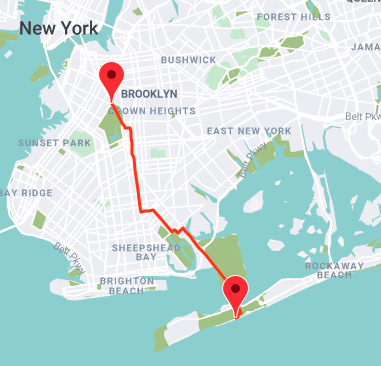 QUEE
New York
FOREST HILLS
JAMA
BUSHWICK
BROOKLYN
CROWN HEIGHTS
Belt Pkwy
EAST NEW YORK
SUNSET PARK
Belt Pkwy
BAY RIDGE
Belt Pkwy
SHEEPSHEAD
BAY
ROCKAWAY
BEACH
BRIGHTON
BEACH